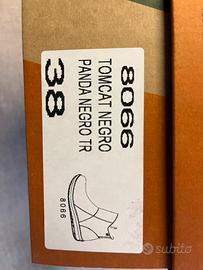 8066
TOMCAT NEGRO
PANDA NEGRO TR
38
8066
subito